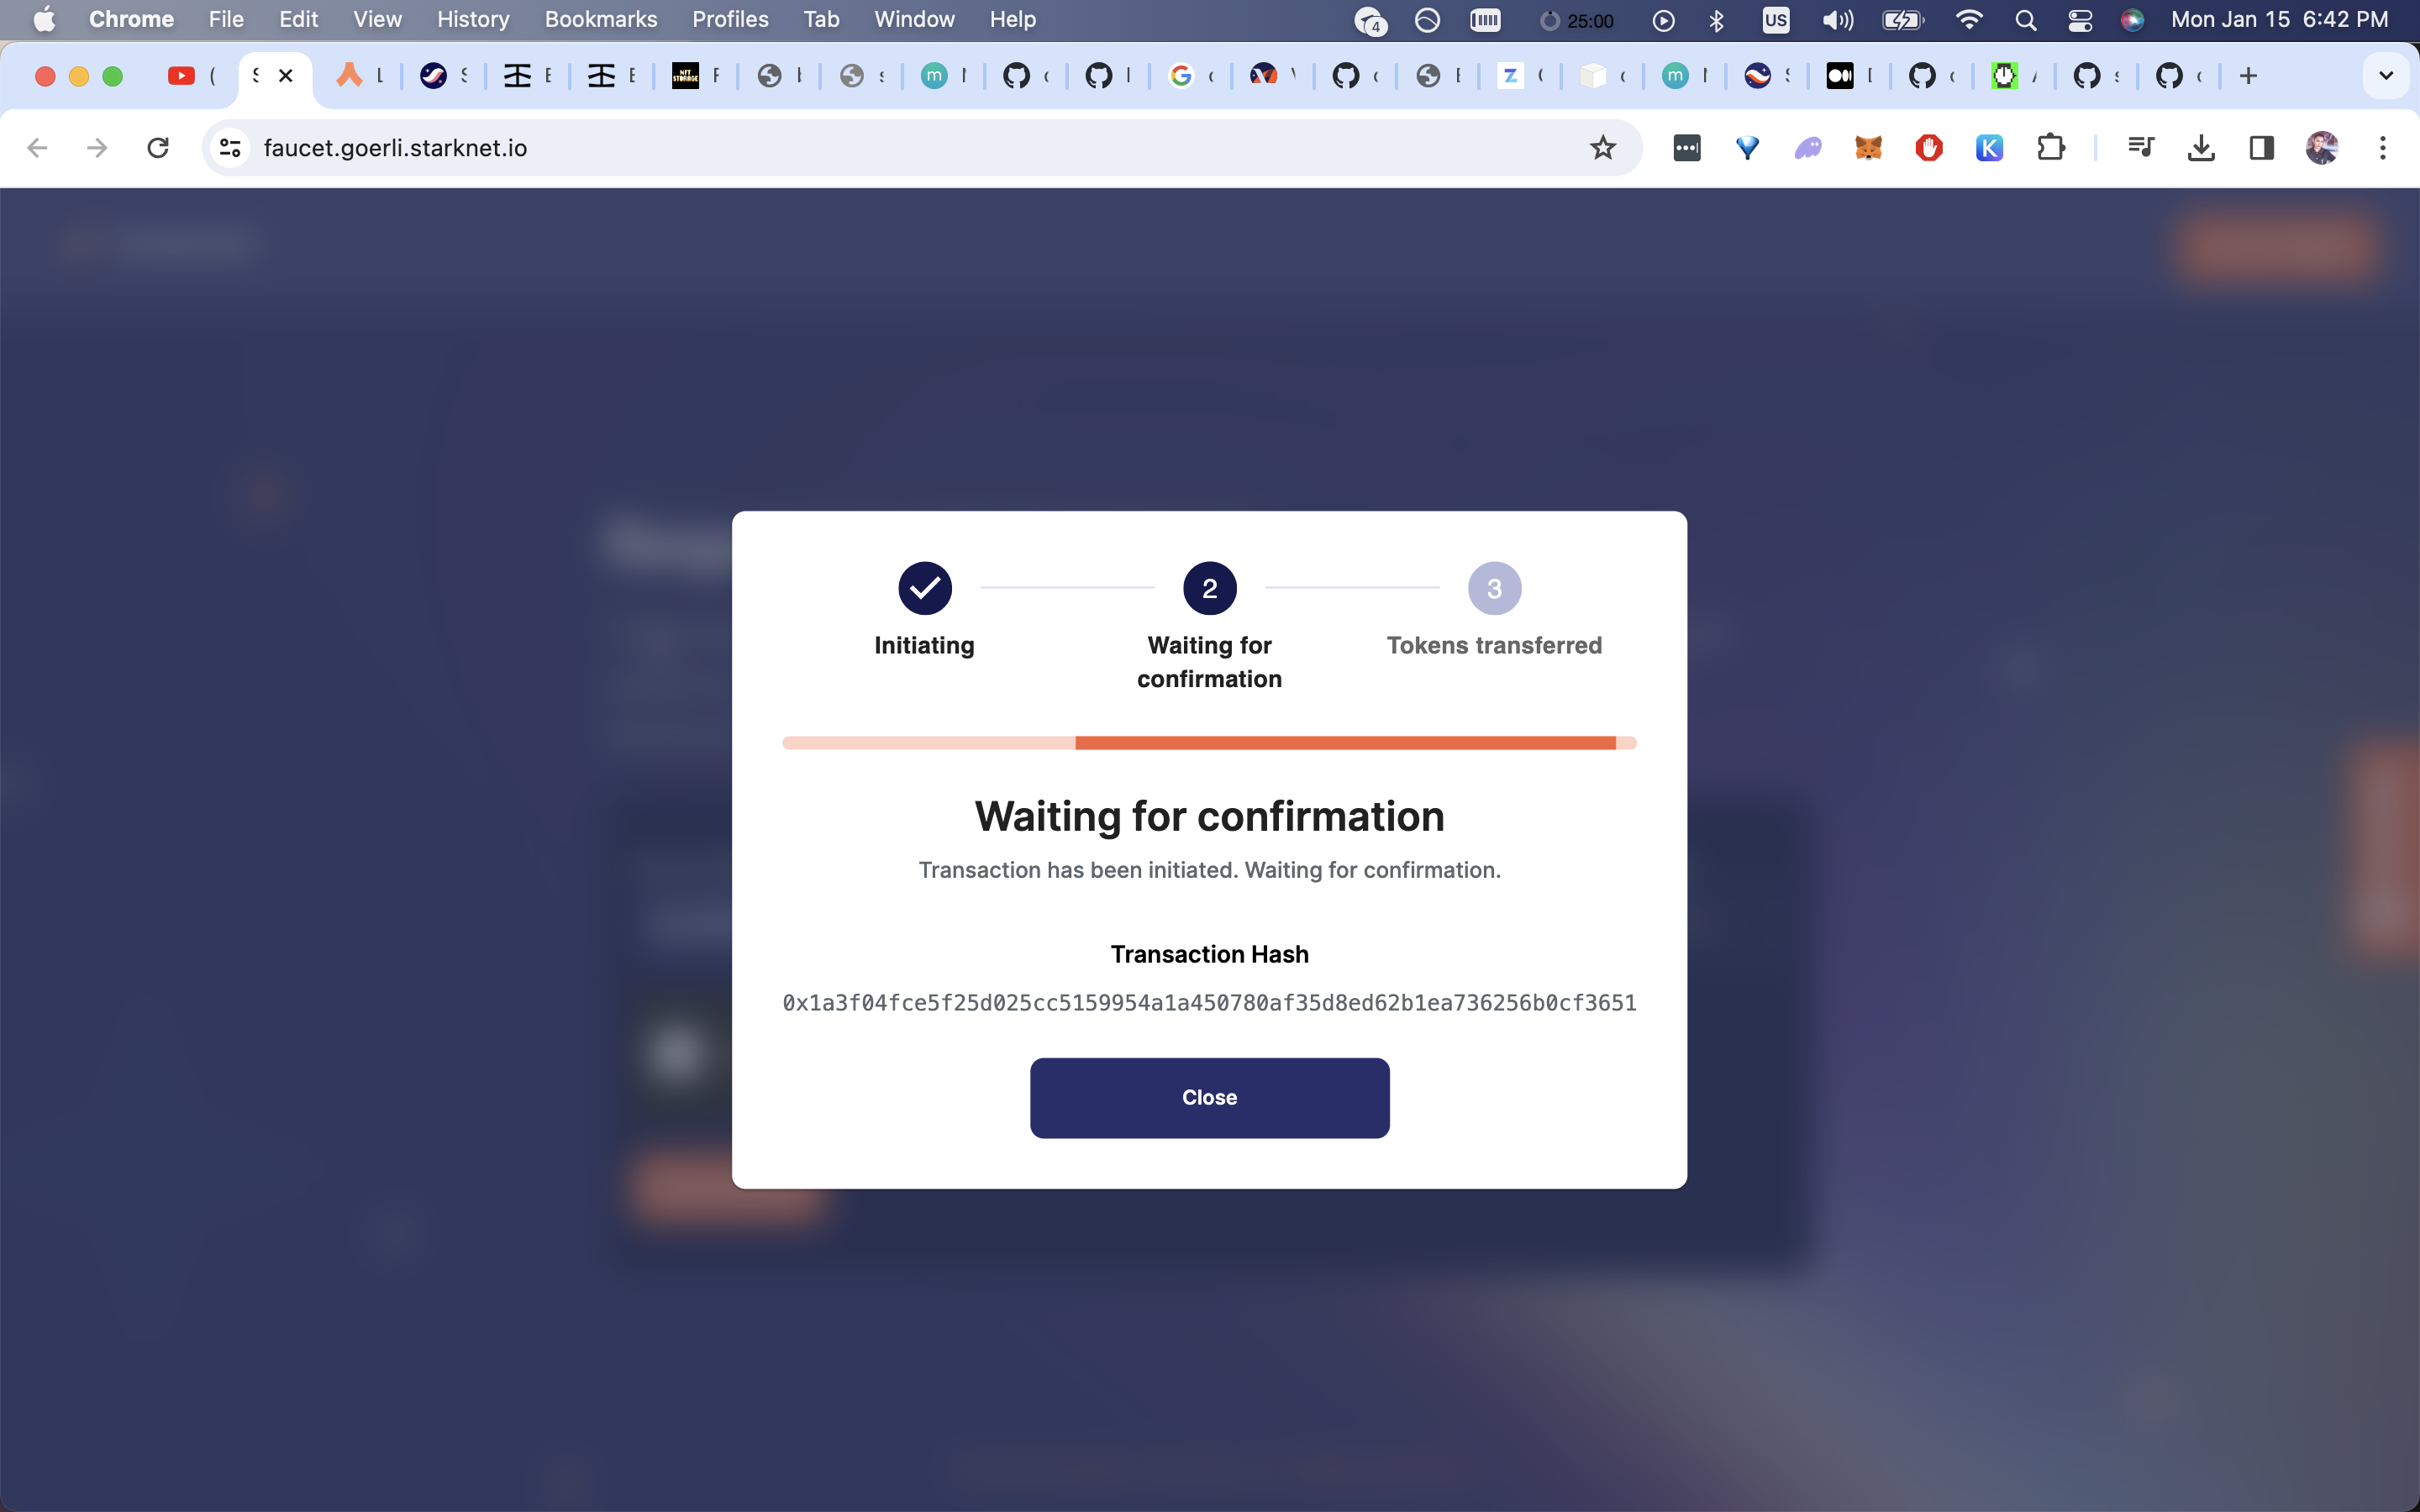 Chrome File Edit View History Bookmarks Profiles Tab Window Help 4 25:00 US Mon Jan 15 6:42 PM
faucet.goerli.starknet.io
2 3
Initiating Waiting for Tokens transferred
confirmation
Waiting for confirmation
Transaction has been initiated. Waiting for confirmation.
Transaction Hash
0x1a3f04fce5f25d025cc5159954a1a450780af35d8ed62b1ea736256b0cf3651
Close